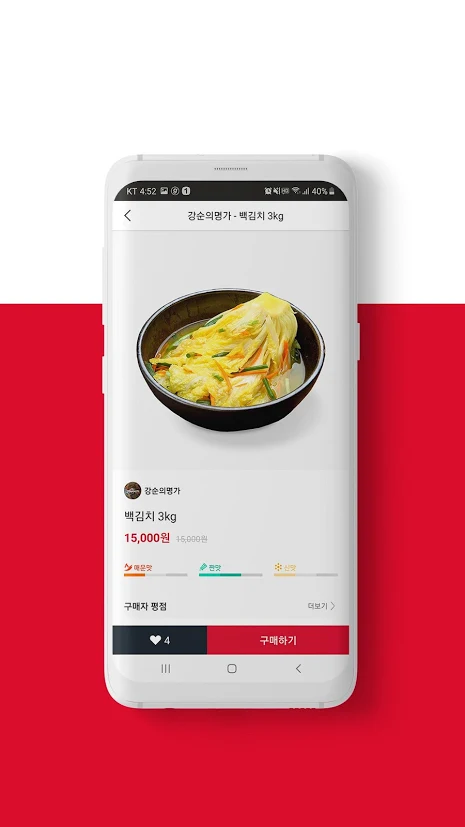 KT 4:52 40%
강순의명가 - 백김치 3kg
강순의명가
백김치 3kg
15,000원 15,000원
매운맛 짠맛 신맛
구매자 평점 더보기
4 구매하기